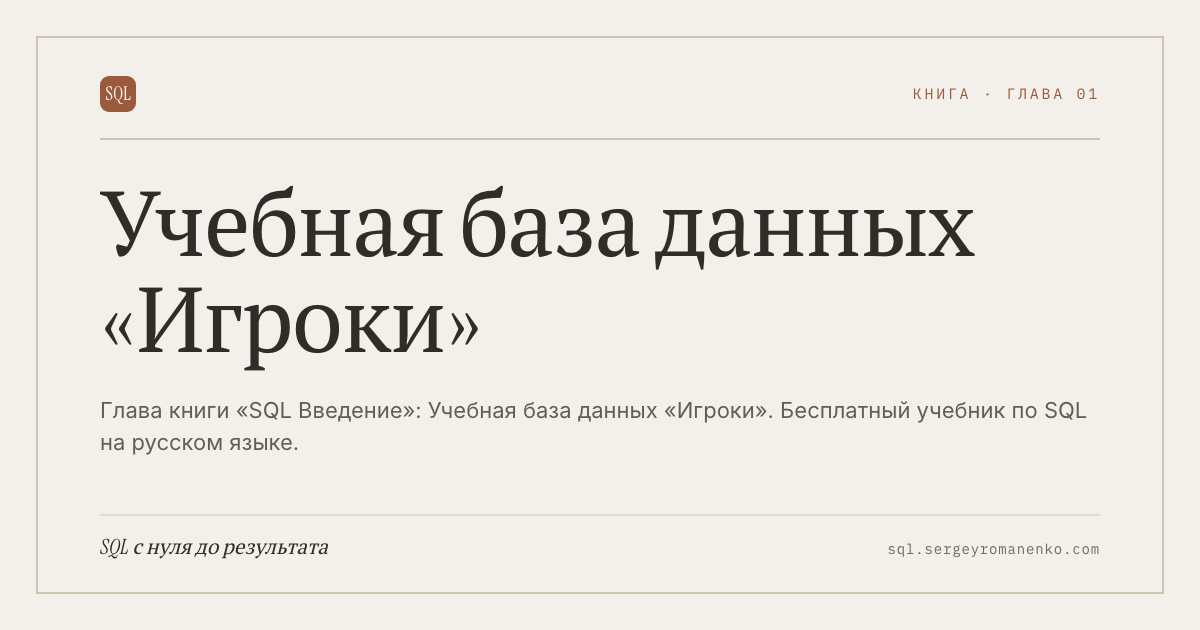 SQL
КНИГА · ГЛАВА 01
Учебная база данных
«Игроки»
Глава книги «SQL Введение»: Учебная база данных «Игроки». Бесплатный учебник по SQL
на русском языке.
SQL с нуля до результата
sql.sergeyromanenko.com